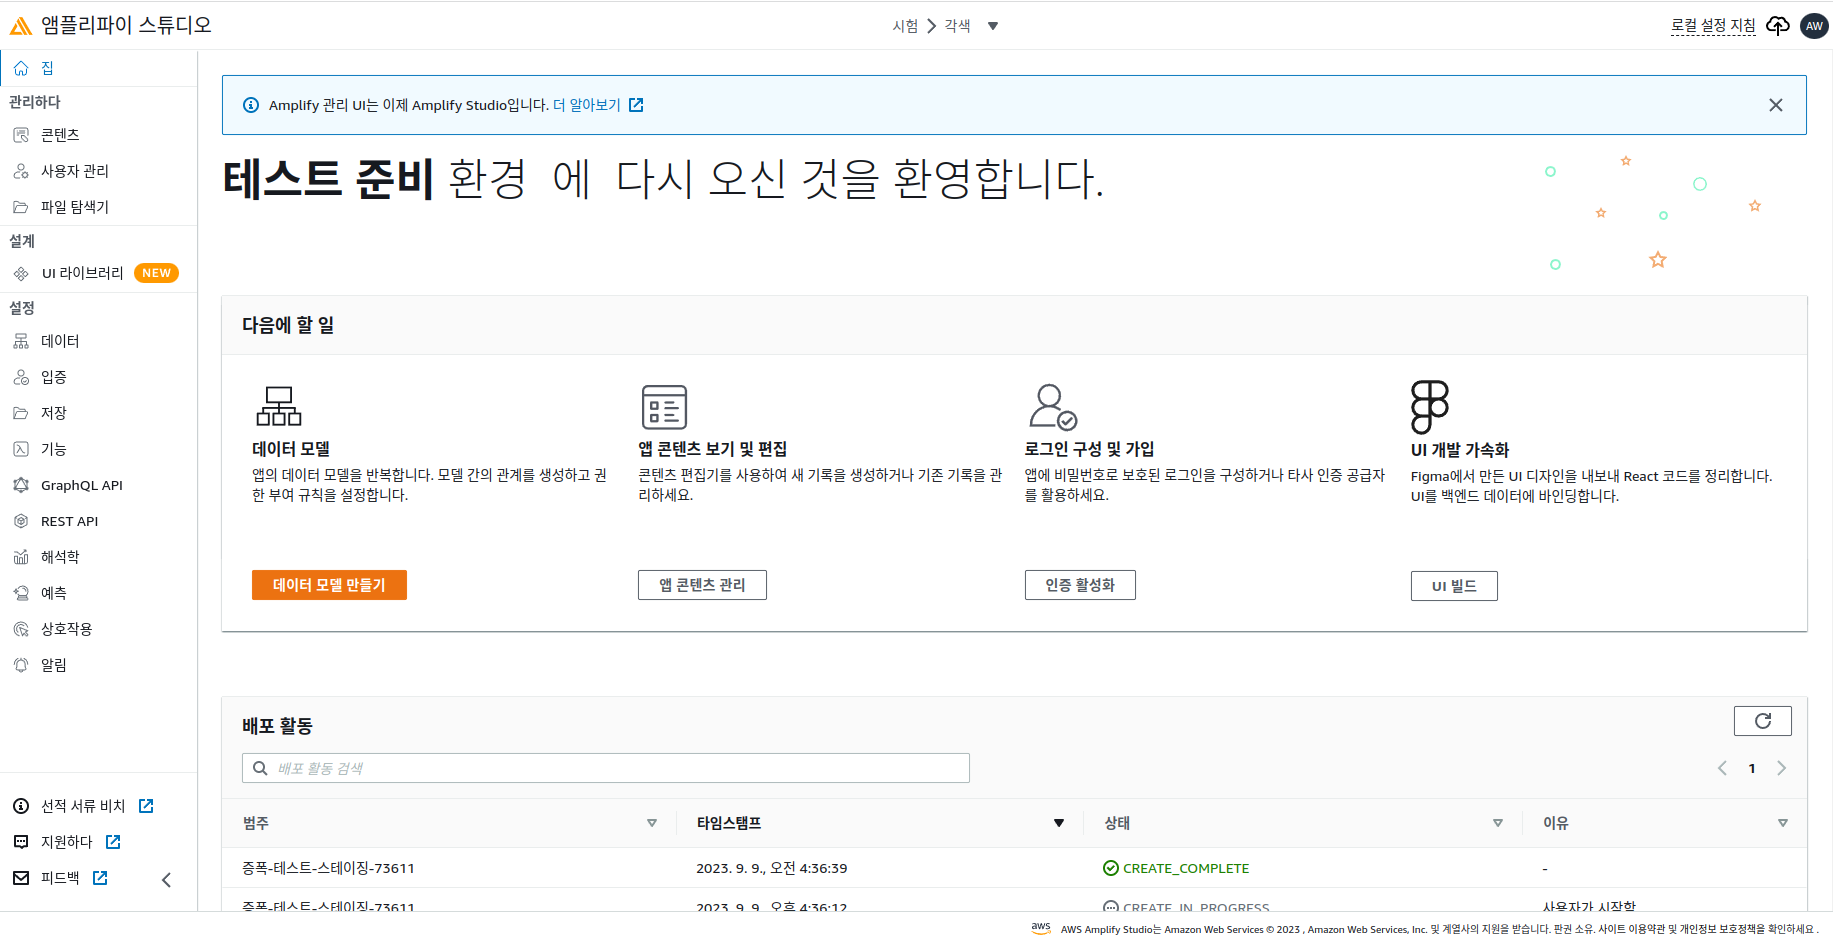 앰플리파이 스튜디오
시험 각색
로컬 설정 지침
AW
집
관리하다
콘텐츠
사용자 관리
파일 탐색기
설계
UI 라이브러리 NEW
설정
데이터
입증
저장
기능
GraphQL API
REST API
해석학
예측
상호작용
알림
선적 서류 비치
지원하다
피드백
Amplify 관리 UI는 이제 Amplify Studio입니다. 더 알아보기
테스트 준비 환경 에 다시 오신 것을 환영합니다.
다음에 할 일
데이터 모델
앱의 데이터 모델을 반복합니다. 모델 간의 관계를 생성하고 권
한 부여 규칙을 설정합니다.
데이터 모델 만들기
앱 콘텐츠 보기 및 편집
콘텐츠 편집기를 사용하여 새 기록을 생성하거나 기존 기록을 관
리하세요.
앱 콘텐츠 관리
로그인 구성 및 가입
앱에 비밀번호로 보호된 로그인을 구성하거나 타사 인증 공급자
를 활용하세요.
인증 활성화
UI 개발 가속화
Figma에서 만든 UI 디자인을 내보내 React 코드를 정리합니다.
UI를 백엔드 데이터에 바인딩합니다.
UI 빌드
배포 활동
배포 활동 검색
1
범주 타임스탬프 상태 이유
증폭-테스트-스테이징-73611 2023. 9. 9., 오전 4:36:39 CREATE_COMPLETE -
증폭-테스트-스테이징-73611 2023. 9. 9., 오후 4:36:12 CREATE_IN_PROGRESS 사용자가 시작함
aws AWS Amplify Studio는 Amazon Web Services © 2023 , Amazon Web Services, Inc. 및 계열사의 지원을 받습니다. 판권 소유. 사이트 이용약관 및 개인정보 보호정책을 확인하세요 .